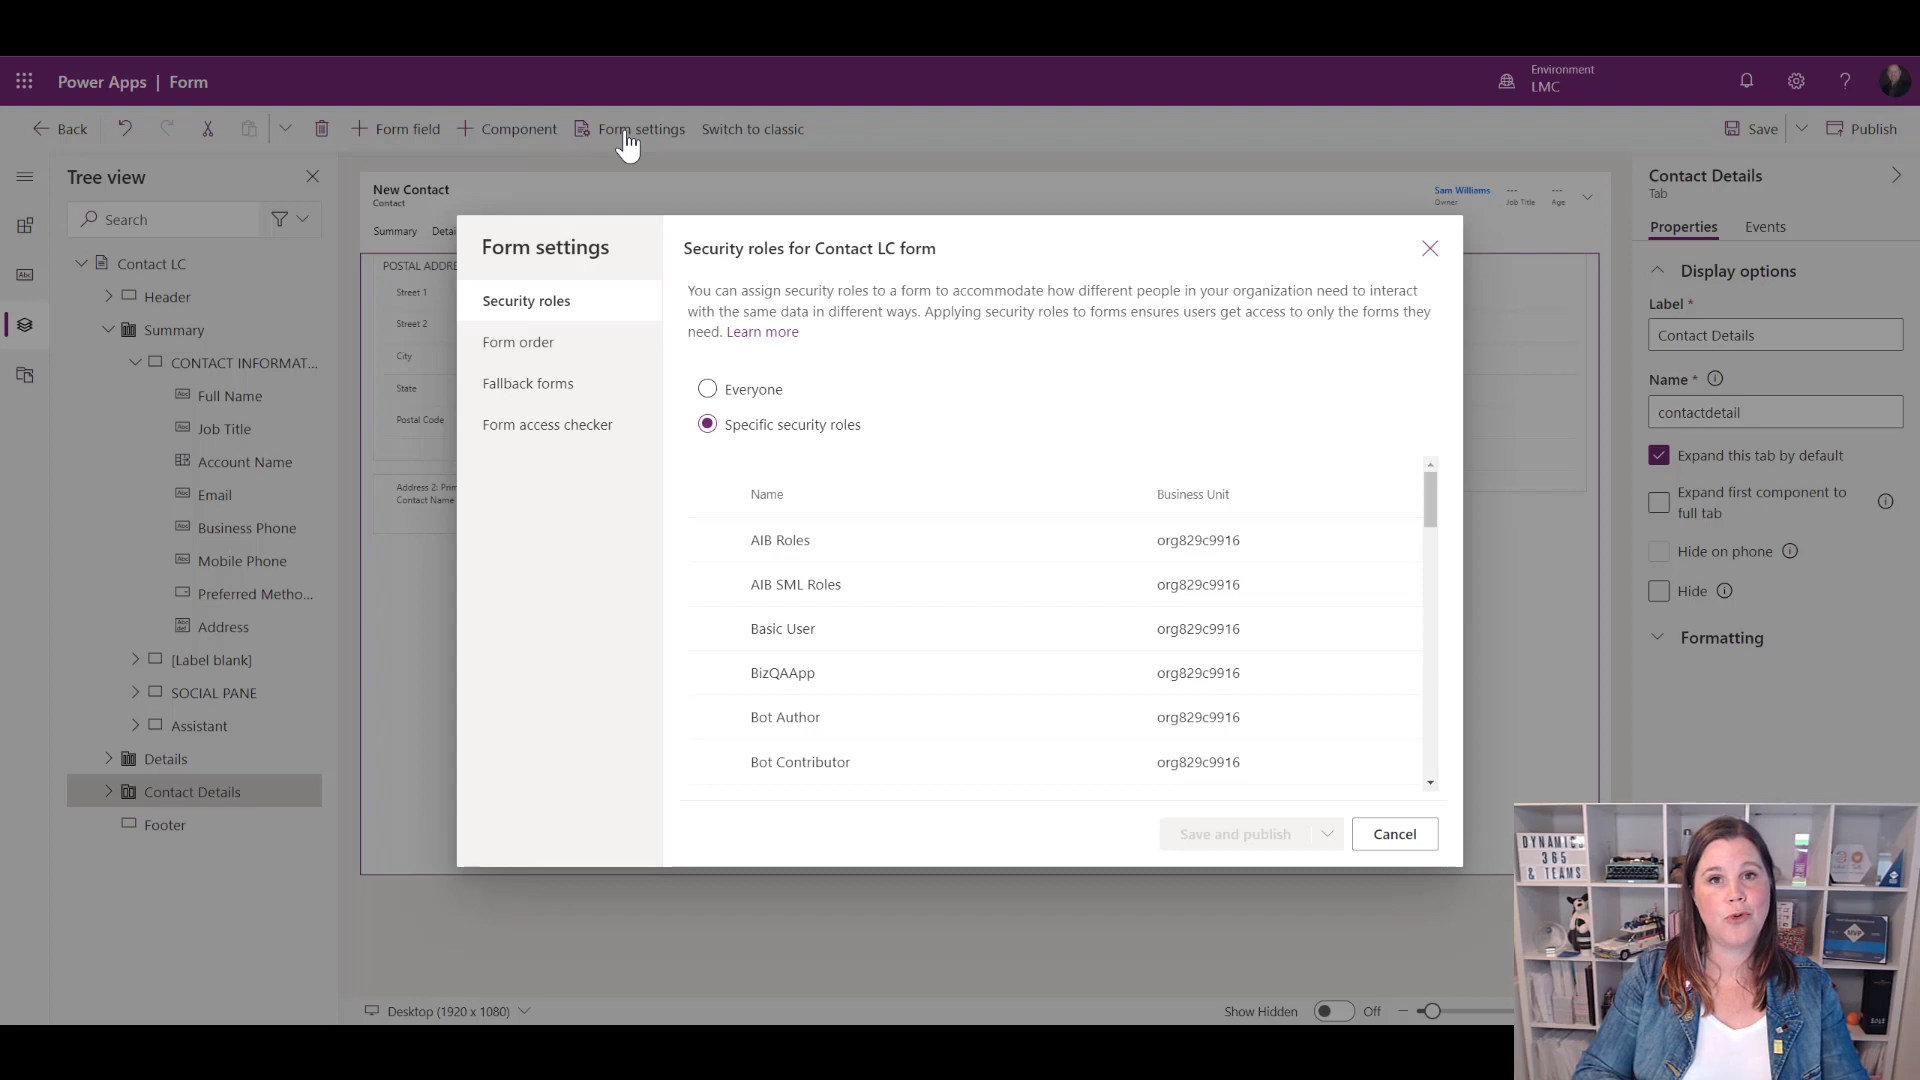 Power Apps | Form
Environment
LMC
Back
Form field
Component
Form settings
Switch to classic
Save
Publish
Tree view
Search
Contact LC
Header
Summary
CONTACT INFORMAT...
Full Name
Job Title
Account Name
Email
Business Phone
Mobile Phone
Preferred Metho...
Address
[Label blank]
SOCIAL PANE
Assistant
Details
Contact Details
Footer
New Contact
Contact
Summary
Detai
Sam Williams
Owner
---
Job Title
---
Age
POSTAL ADDRE
Street 1
Street 2
City
State
Postal Code
Address 2: Prim
Contact Name
Form settings
Security roles
Form order
Fallback forms
Form access checker
Security roles for Contact LC form
You can assign security roles to a form to accommodate how different people in your organization need to interact
with the same data in different ways. Applying security roles to forms ensures users get access to only the forms they
need. Learn more
Everyone
Specific security roles
Name Business Unit
AIB Roles org829c9916
AIB SML Roles org829c9916
Basic User org829c9916
BizQAApp org829c9916
Bot Author org829c9916
Bot Contributor org829c9916
Save and publish
Cancel
Contact Details
Tab
Properties
Events
Display options
Label *
Contact Details
Name *
contactdetail
Expand this tab by default
Expand first component to
full tab
Hide on phone
Hide
Formatting
Desktop (1920 x 1080)
Show Hidden
Off
DYNAMIC
365
& TEAMS
MVP